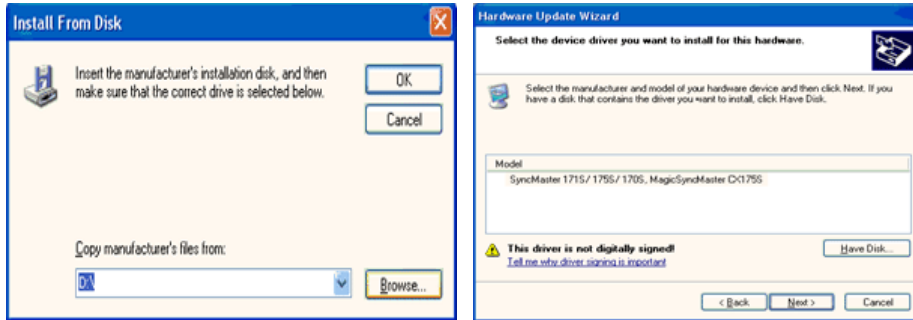 Install From Disk
Insert the manufacturer's installation disk, and then
make sure that the correct drive is selected below.
OK
Cancel
Copy manufacturer's files from:
D:\
Browse...
Hardware Update Wizard
Select the device driver you want to install for this hardware.
Select the manufacturer and model of your hardware device and then click Next. If you
have a disk that contains the driver you want to install, click Have Disk.
Model
SyncMaster 171S/ 175S/ 170S, MagicSyncMaster CX175S
This driver is not digitally signed!
Tell me why driver signing is important
Have Disk...
< Back
Next >
Cancel